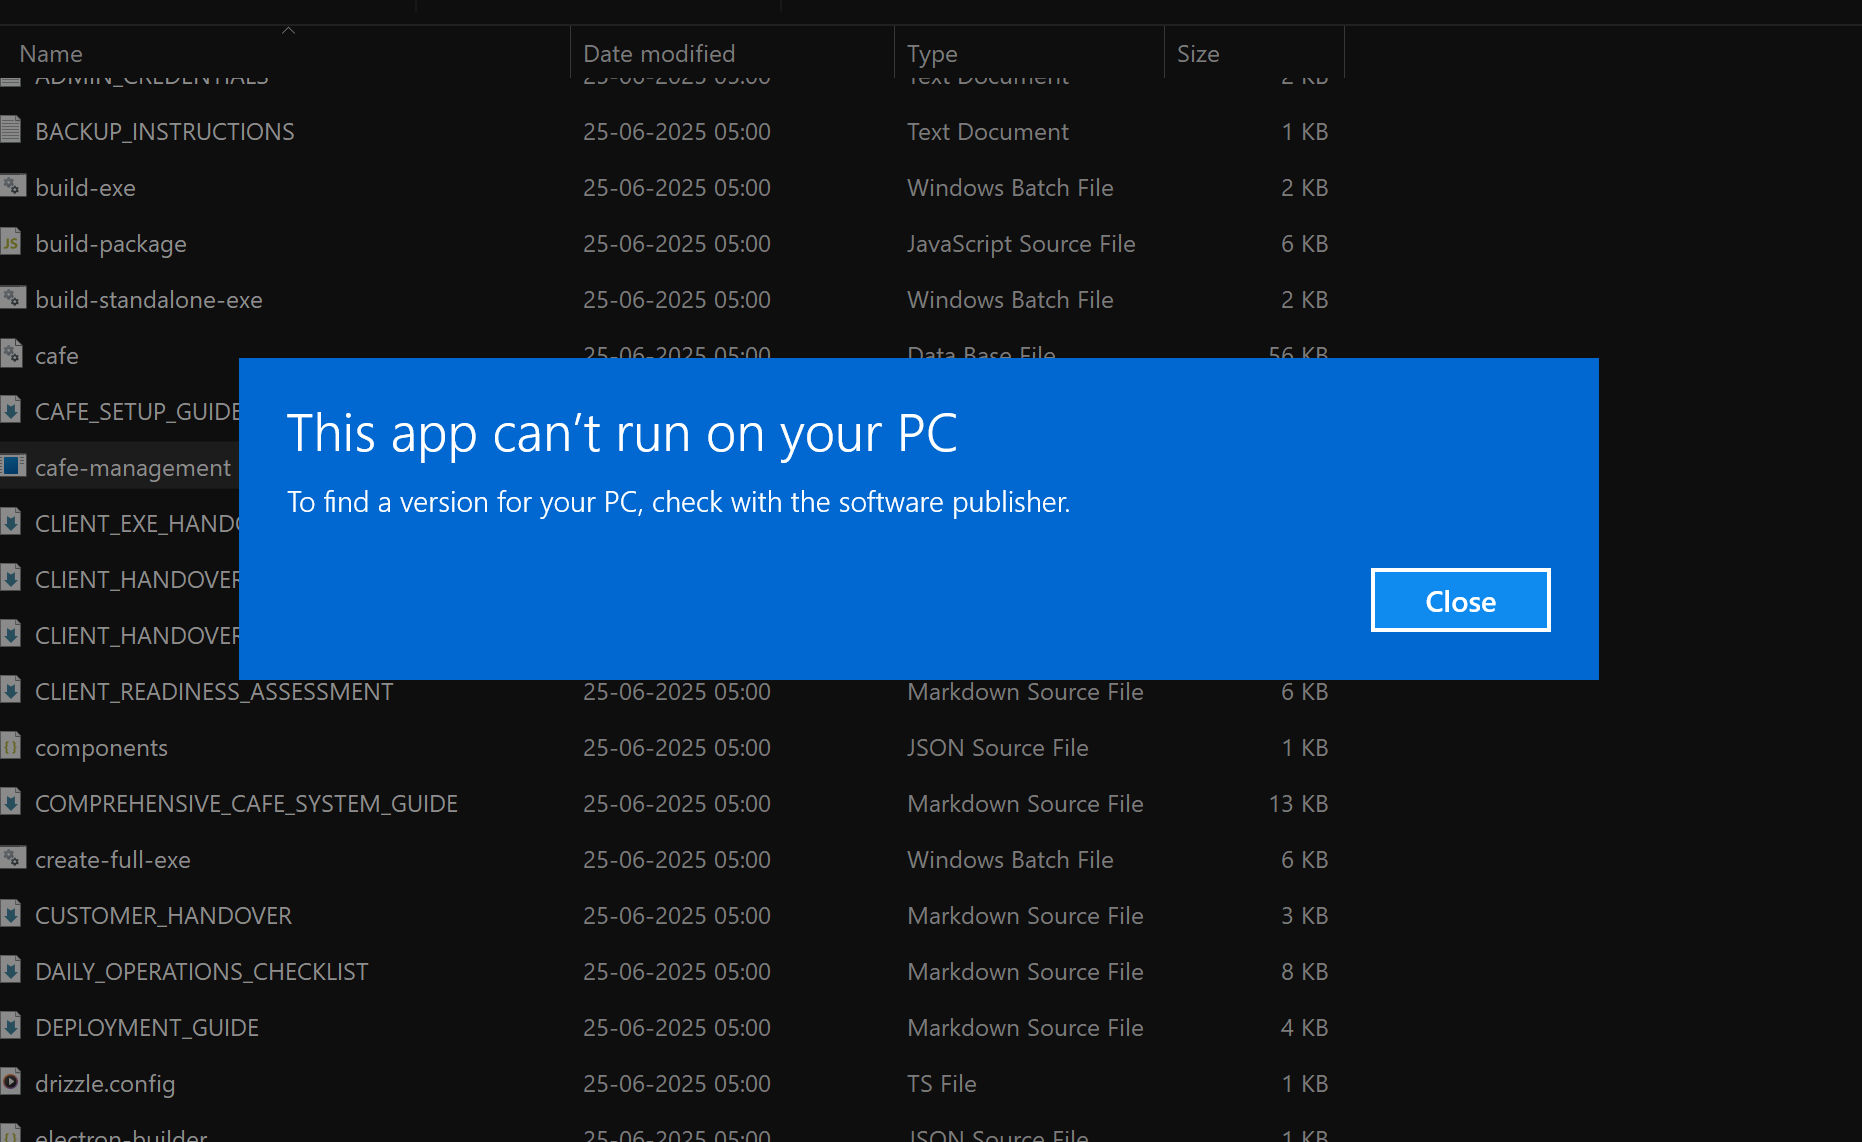 Name Date modified Type Size
ADMIN_CREDENTIALS 25-06-2025 05:00 Text Document 2 KB
BACKUP_INSTRUCTIONS 25-06-2025 05:00 Text Document 1 KB
build-exe 25-06-2025 05:00 Windows Batch File 2 KB
build-package 25-06-2025 05:00 JavaScript Source File 6 KB
build-standalone-exe 25-06-2025 05:00 Windows Batch File 2 KB
cafe 25-06-2025 05:00 Data Base File 56 KB
CAFE_SETUP_GUIDE
cafe-management
CLIENT_EXE_HANDO
CLIENT_HANDOVER
CLIENT_HANDOVER
This app can't run on your PC
To find a version for your PC, check with the software publisher.
Close
CLIENT_READINESS_ASSESSMENT 25-06-2025 05:00 Markdown Source File 6 KB
components 25-06-2025 05:00 JSON Source File 1 KB
COMPREHENSIVE_CAFE_SYSTEM_GUIDE 25-06-2025 05:00 Markdown Source File 13 KB
create-full-exe 25-06-2025 05:00 Windows Batch File 6 KB
CUSTOMER_HANDOVER 25-06-2025 05:00 Markdown Source File 3 KB
DAILY_OPERATIONS_CHECKLIST 25-06-2025 05:00 Markdown Source File 8 KB
DEPLOYMENT_GUIDE 25-06-2025 05:00 Markdown Source File 4 KB
drizzle.config 25-06-2025 05:00 TS File 1 KB
electron-builder 25-06-2025 05:00 JSON Source File 1 KB